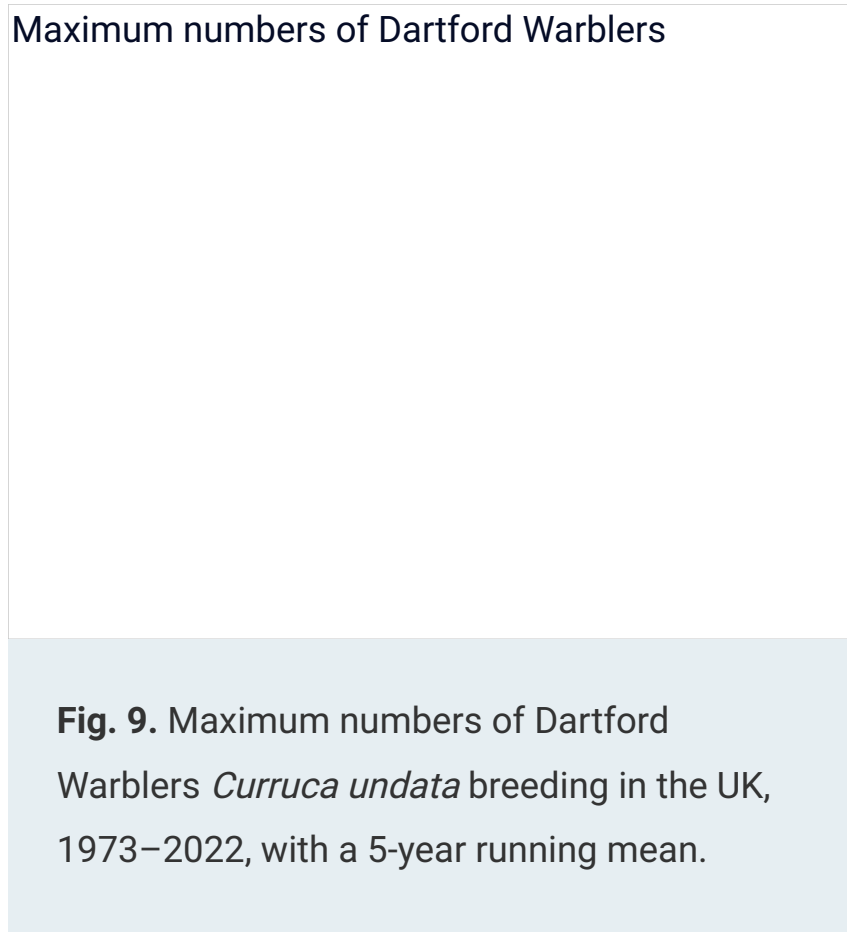 Maximum numbers of Dartford Warblers
Fig. 9. Maximum numbers of Dartford
Warblers Curruca undata breeding in the UK,
1973–2022, with a 5-year running mean.